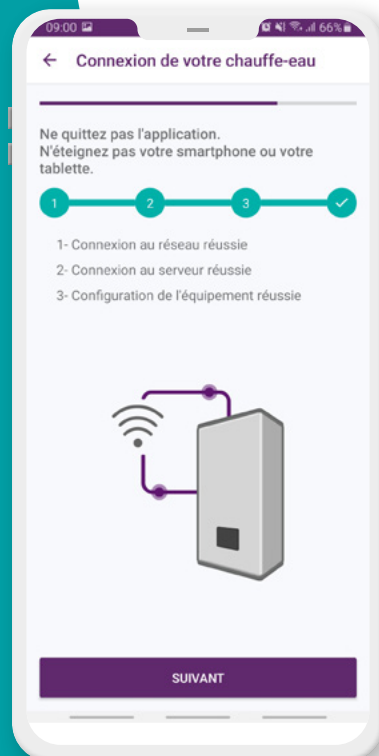 09:00 66%
Connexion de votre chauffe-eau
Ne quittez pas l'application.
N'éteignez pas votre smartphone ou votre
tablette.
1 2 3
1- Connexion au réseau réussie
2- Connexion au serveur réussie
3- Configuration de l'équipement réussie
SUIVANT